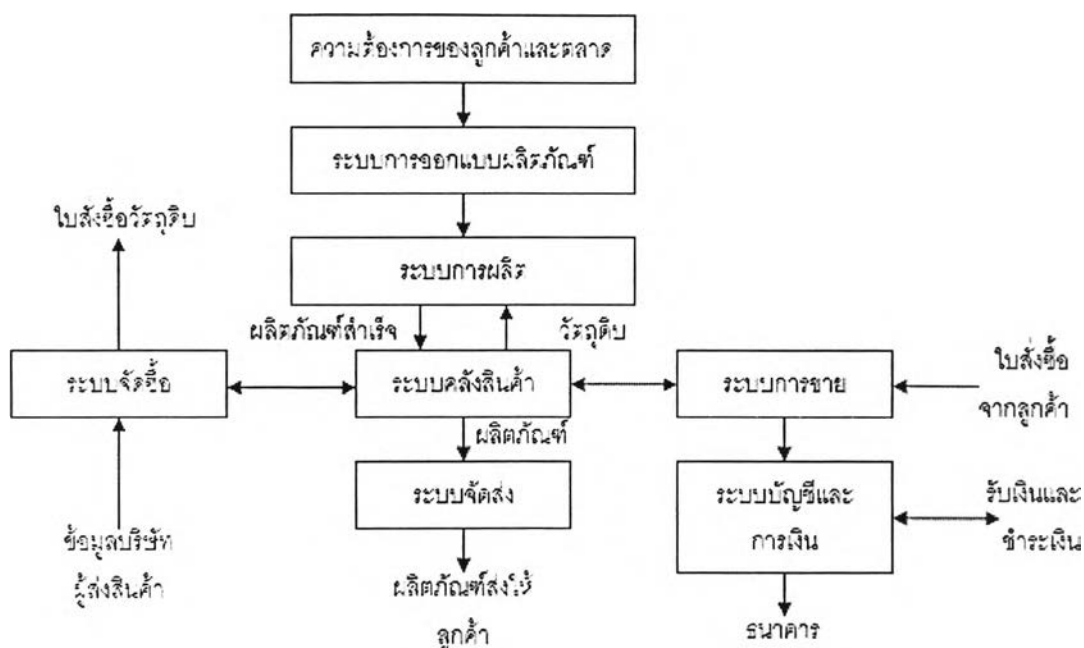 ความต้องการของลูกค้าและตลาด
ระบบการออกแบบผลิตภัณฑ์
ใบสั่งซื้อวัตถุดิบ
ระบบการผลิต
ผลิตภัณฑ์สำเร็จ
วัตถุดิบ
ระบบจัดซื้อ
ระบบคลังสินค้า
ระบบการขาย
ใบสั่งซื้อ
จากลูกค้า
ผลิตภัณฑ์
ระบบจัดส่ง
ระบบบัญชีและ
การเงิน
รับเงินและ
ชำระเงิน
ข้อมูลบริษัท
ผู้ส่งสินค้า
ผลิตภัณฑ์ส่งให้
ลูกค้า
ธนาคาร